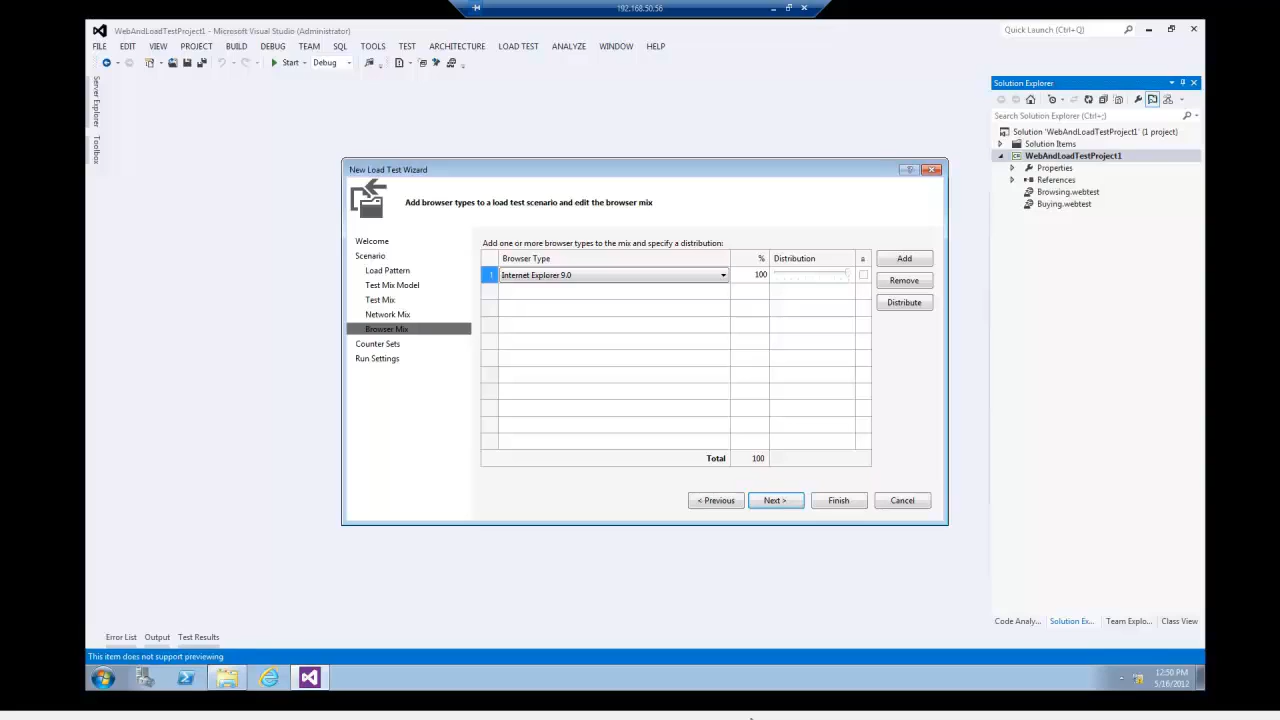 192.168.50.56
WebAndLoadTestProject1 - Microsoft Visual Studio (Administrator)
Quick Launch (Ctrl+Q)
FILE EDIT VIEW PROJECT BUILD DEBUG TEAM SQL TOOLS TEST ARCHITECTURE LOAD TEST ANALYZE WINDOW HELP
Start Debug
Server Explorer
Toolbox
Solution Explorer
Search Solution Explorer (Ctrl+;)
Solution 'WebAndLoadTestProject1' (1 project)
Solution Items
WebAndLoadTestProject1
Properties
References
Browsing.webtest
Buying.webtest
New Load Test Wizard
Add browser types to a load test scenario and edit the browser mix
Welcome
Scenario
Load Pattern
Test Mix Model
Test Mix
Network Mix
Browser Mix
Counter Sets
Run Settings
Add one or more browser types to the mix and specify a distribution:
Browser Type % Distribution
1 Internet Explorer 9.0 100
Total 100
Add
Remove
Distribute
< Previous Next > Finish Cancel
Code Analy... Solution Ex... Team Explo... Class View
Error List Output Test Results
This item does not support previewing
12:50 PM
5/16/2012